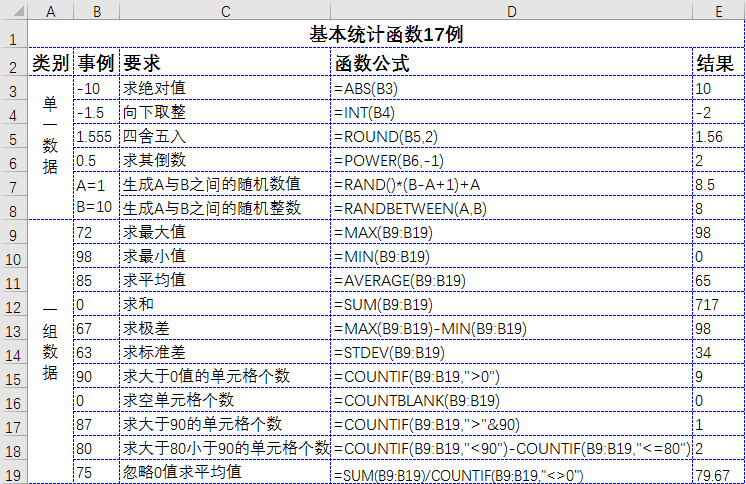 A B C D E
1 基本统计函数17例
2 类别 事例 要求 函数公式 结果
3 单一数据 -10 求绝对值 =ABS(B3) 10
4 -1.5 向下取整 =INT(B4) -2
5 1.555 四舍五入 =ROUND(B5,2) 1.56
6 0.5 求其倒数 =POWER(B6,-1) 2
7 A=1 生成A与B之间的随机数值 =RAND()*(B-A+1)+A 8.5
8 B=10 生成A与B之间的随机整数 =RANDBETWEEN(A,B) 8
9 一组数据 72 求最大值 =MAX(B9:B19) 98
10 98 求最小值 =MIN(B9:B19) 0
11 85 求平均值 =AVERAGE(B9:B19) 65
12 0 求和 =SUM(B9:B19) 717
13 67 求极差 =MAX(B9:B19)-MIN(B9:B19) 98
14 63 求标准差 =STDEV(B9:B19) 34
15 90 求大于0值的单元格个数 =COUNTIF(B9:B19,">0") 9
16 0 求空单元格个数 =COUNTBLANK(B9:B19) 0
17 87 求大于90的单元格个数 =COUNTIF(B9:B19,">"&90) 1
18 80 求大于80小于90的单元格个数 =COUNTIF(B9:B19,"<90")-COUNTIF(B9:B19,"<=80") 2
19 75 忽略0值求平均值 =SUM(B9:B19)/COUNTIF(B9:B19,"<>0") 79.67